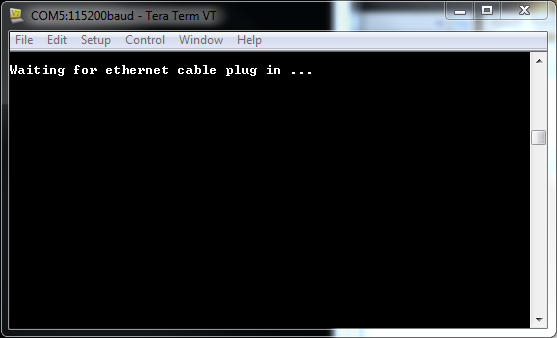 COM5:115200baud - Tera Term VT
File Edit Setup Control Window Help
Waiting for ethernet cable plug in ...